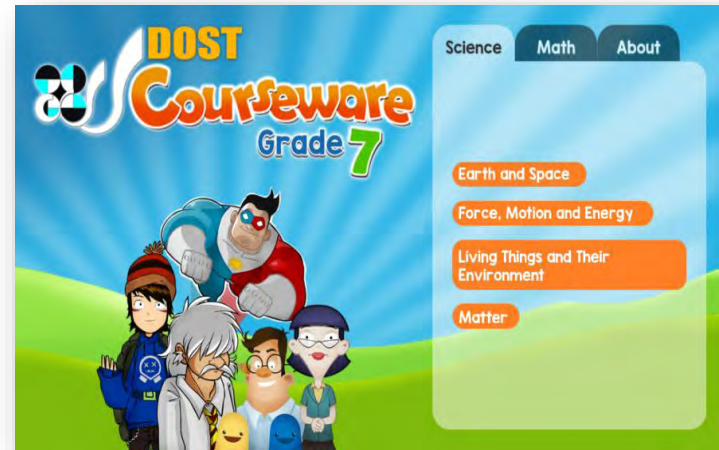 DOST
Courseware
Grade 7
Science Math About
Earth and Space
Force, Motion and Energy
Living Things and Their
Environment
Matter